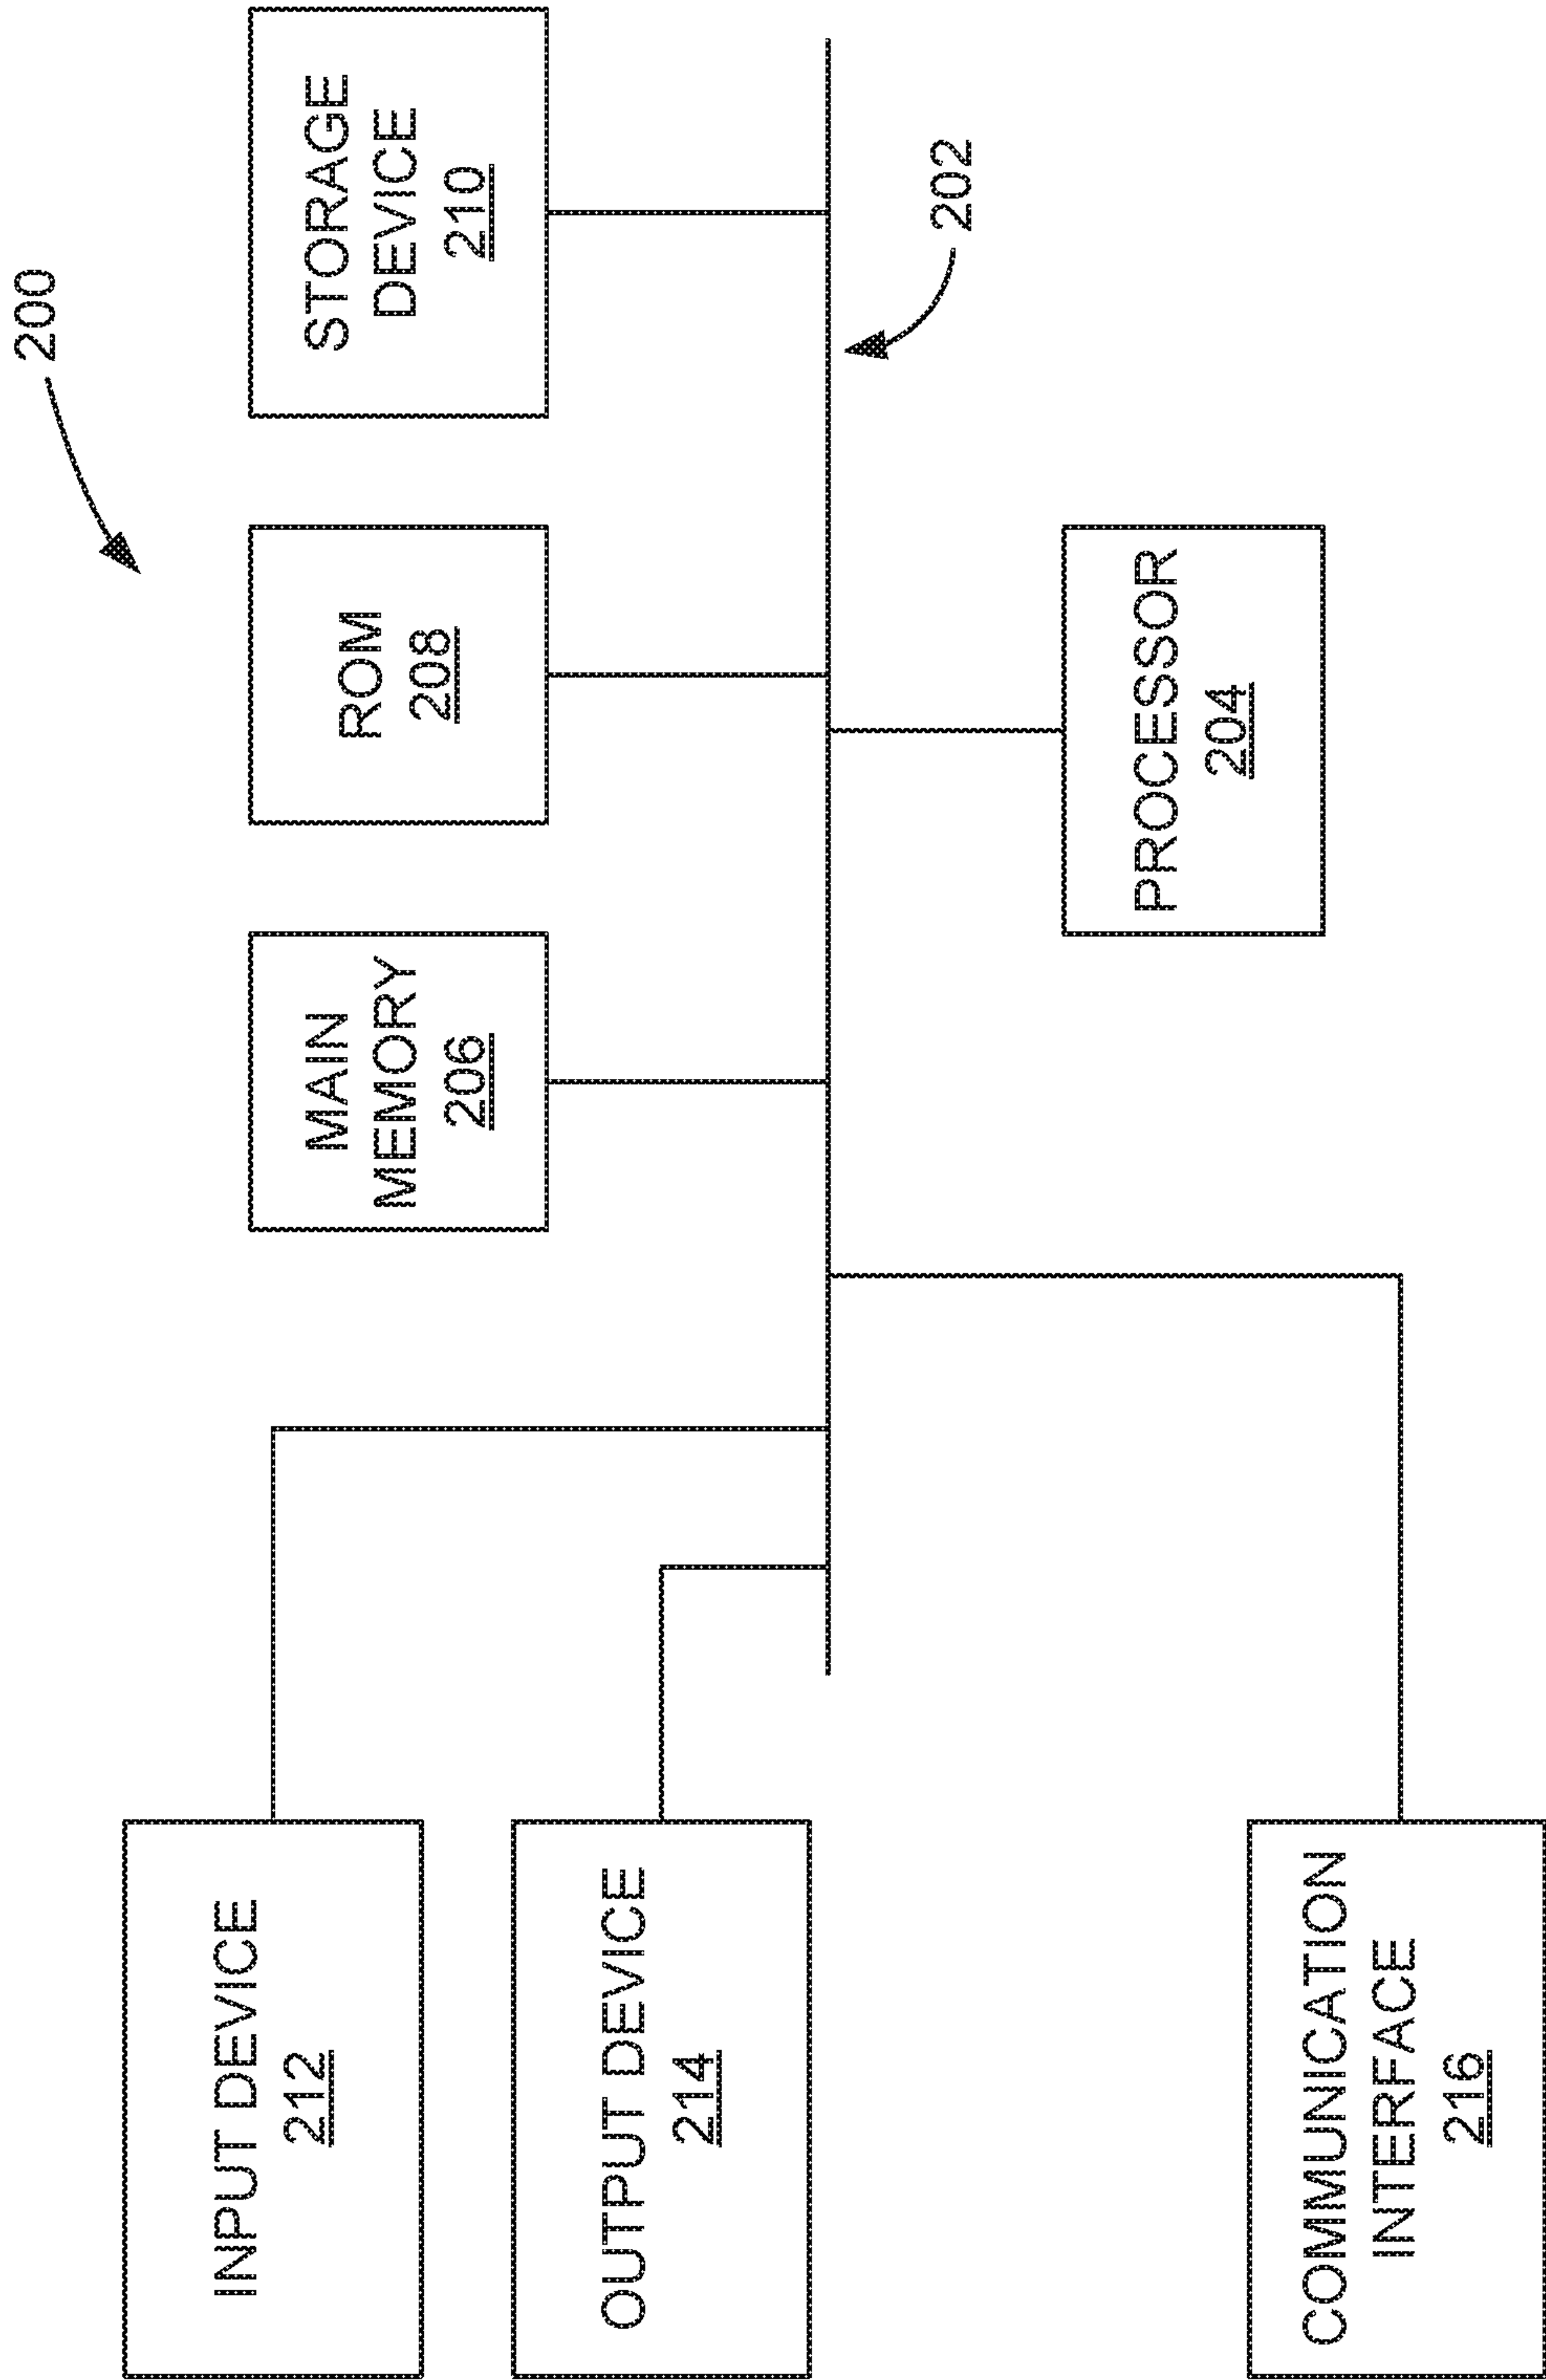 200
INPUT DEVICE
212
MAIN
MEMORY
206
ROM
208
STORAGE
DEVICE
210
OUTPUT DEVICE
214
202
PROCESSOR
204
COMMUNICATION
INTERFACE
216